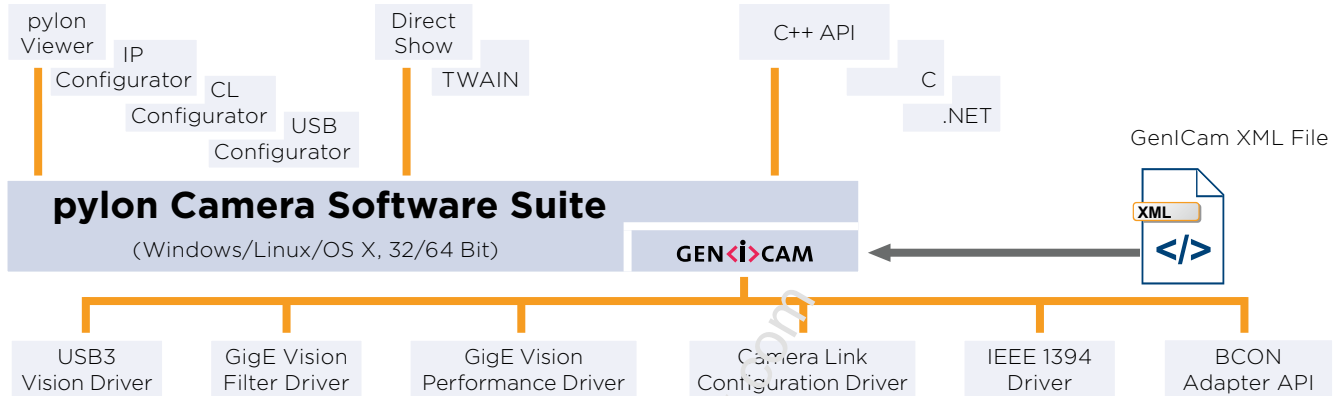 pylon
Viewer
IP
Configurator
CL
Configurator
USB
Configurator
Direct
Show
TWAIN
C++ API
C
.NET
GenICam XML File
XML
</>
pylon Camera Software Suite
(Windows/Linux/OS X, 32/64 Bit)
GEN<i>CAM
USB3
Vision Driver
GigE Vision
Filter Driver
GigE Vision
Performance Driver
Camera Link
Configuration Driver
IEEE 1394
Driver
BCON
Adapter API
.com